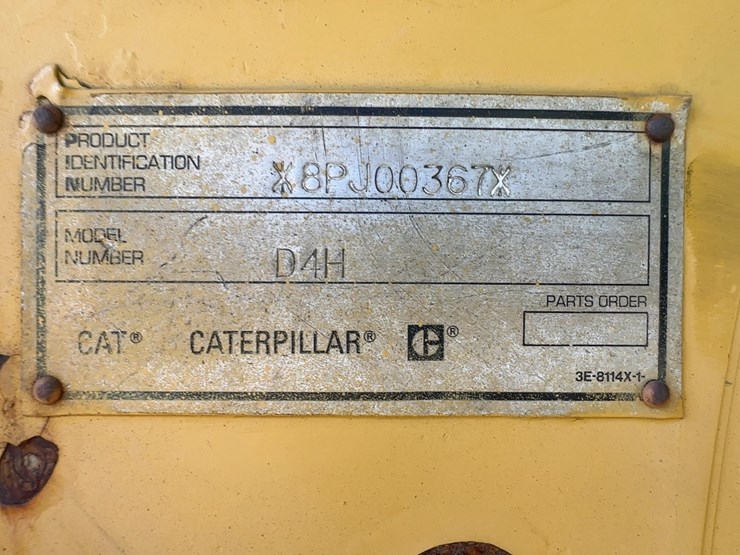 PRODUCT
IDENTIFICATION
NUMBER X8PJ00367X
MODEL
NUMBER D4H
PARTS ORDER
CAT® CATERPILLAR® ®
3E-8114X-1-